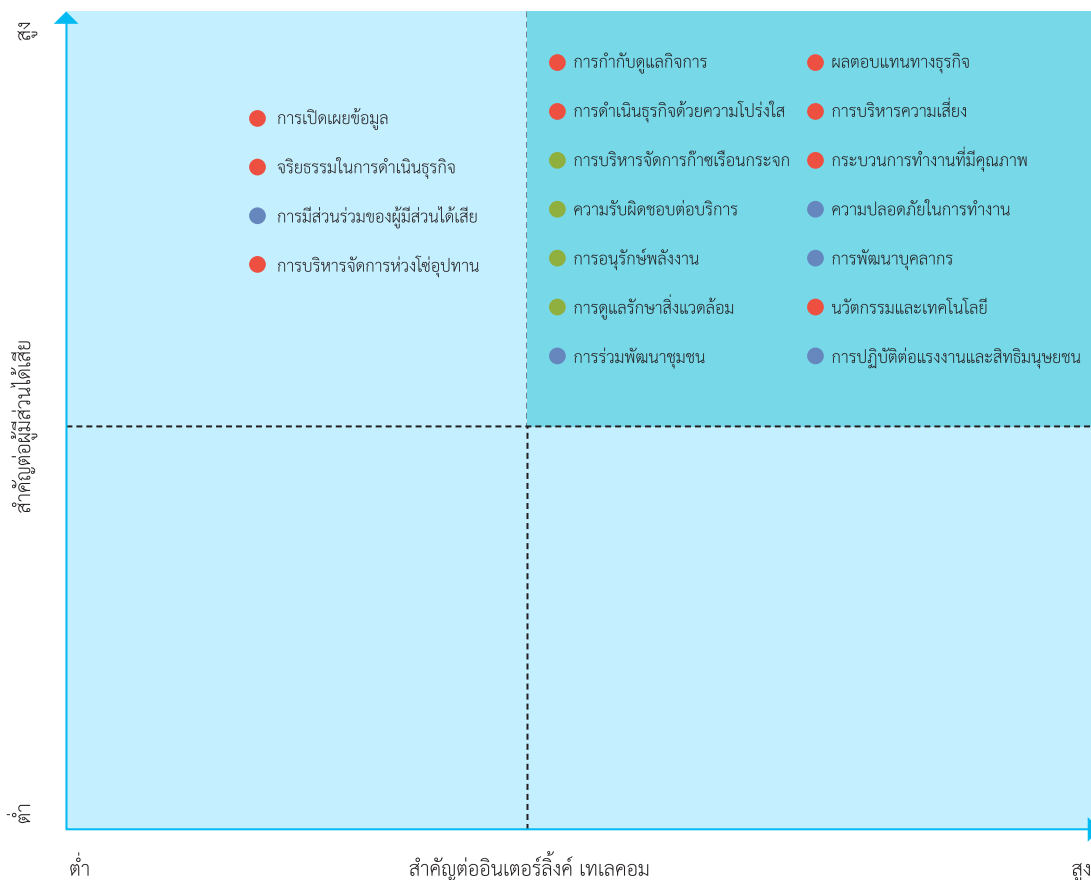 สูง
สำคัญต่อผู้มีส่วนได้เสีย
ต่ำ
การเปิดเผยข้อมูล
จริยธรรมในการดำเนินธุรกิจ
การมีส่วนร่วมของผู้มีส่วนได้เสีย
การบริหารจัดการห่วงโซ่อุปทาน
การกำกับดูแลกิจการ
การดำเนินธุรกิจด้วยความโปร่งใส
การบริหารจัดการก๊าซเรือนกระจก
ความรับผิดชอบต่อบริการ
การอนุรักษ์พลังงาน
การดูแลรักษาสิ่งแวดล้อม
การร่วมพัฒนาชุมชน
ผลตอบแทนทางธุรกิจ
การบริหารความเสี่ยง
กระบวนการทำงานที่มีคุณภาพ
ความปลอดภัยในการทำงาน
การพัฒนาบุคลากร
นวัตกรรมและเทคโนโลยี
การปฏิบัติต่อแรงงานและสิทธิมนุษยชน
ต่ำ
สำคัญต่ออินเตอร์ลิ้งค์ เทเลคอม
สูง